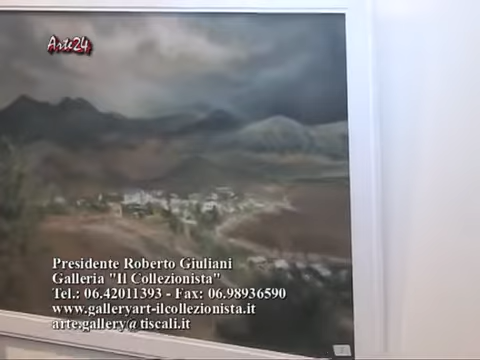 Arte24
Presidente Roberto Giuliani
Galleria "Il Collezionista"
Tel.: 06.42011393 - Fax: 06.98936590
www.galleryart-ilcollezionista.it
arte.gallery@tiscali.it